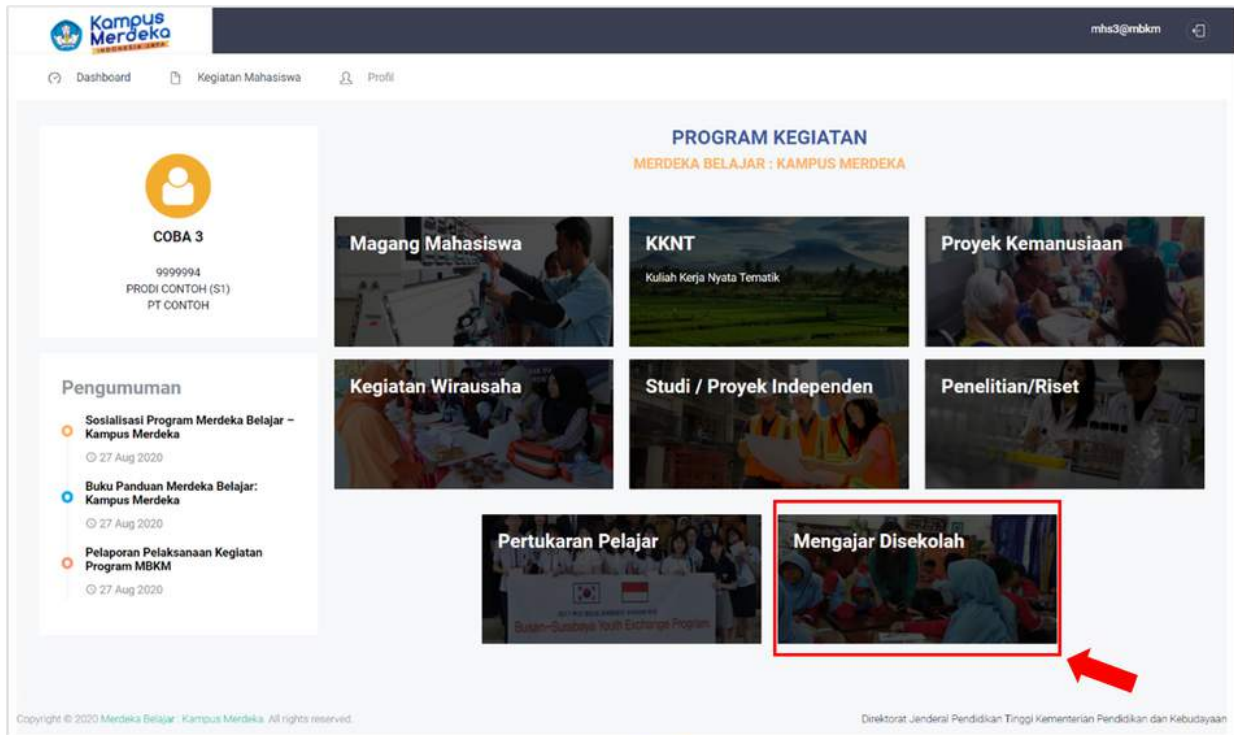 Kampus
Merdeka
INDONESIA JAYA
mhs3@mbkm
Dashboard
Kegiatan Mahasiswa
Profil
COBA 3
9999994
PRODI CONTOH (S1)
PT CONTOH
Pengumuman
Sosialisasi Program Merdeka Belajar –
Kampus Merdeka
27 Aug 2020
Buku Panduan Merdeka Belajar:
Kampus Merdeka
27 Aug 2020
Pelaporan Pelaksanaan Kegiatan
Program MBKM
27 Aug 2020
PROGRAM KEGIATAN
MERDEKA BELAJAR : KAMPUS MERDEKA
Magang Mahasiswa
KKNT
Kuliah Kerja Nyata Tematik
Proyek Kemanusiaan
Kegiatan Wirausaha
Studi / Proyek Independen
Penelitian/Riset
Pertukaran Pelajar
Busan-Surabaya Youth Exchange Program
Mengajar Disekolah
Copyright © 2020 Merdeka Belajar : Kampus Merdeka. All rights reserved.
Direktorat Jenderal Pendidikan Tinggi Kementerian Pendidikan dan Kebudayaan